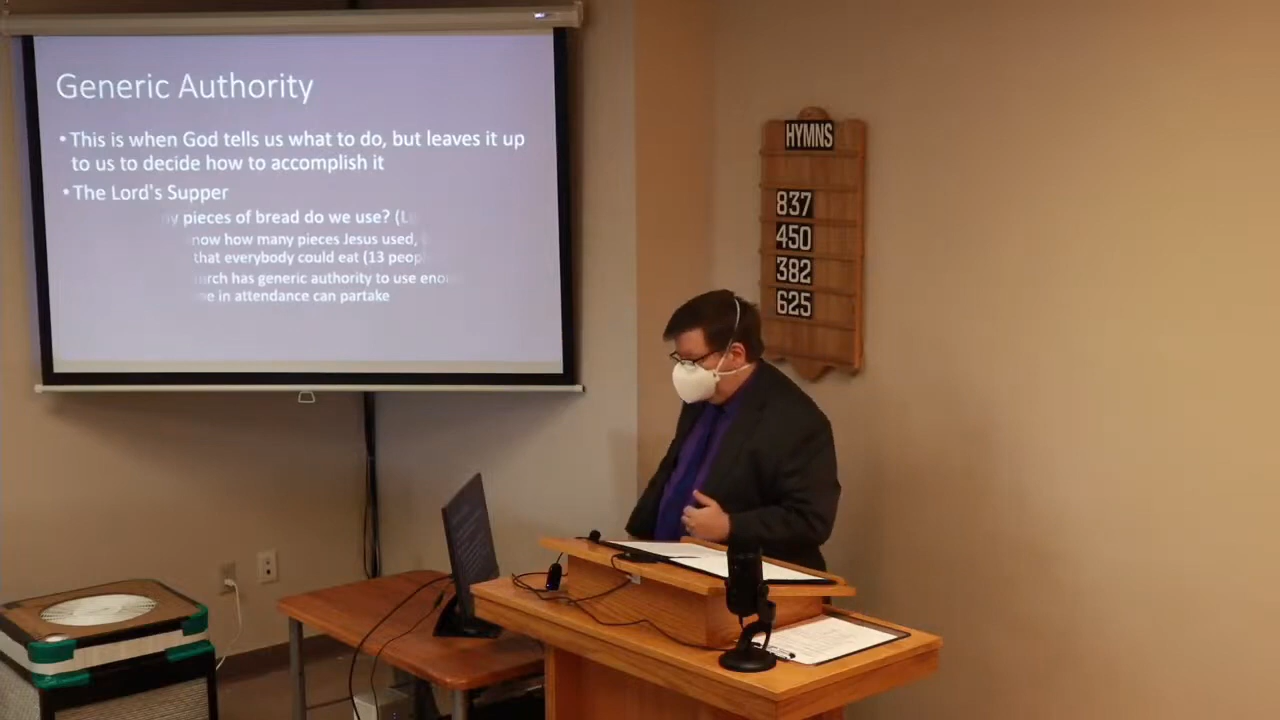 Generic Authority
• This is when God tells us what to do, but leaves it up
to us to decide how to accomplish it
• The Lord's Supper
pieces of bread do we use?
how many pieces Jesus used,
that everybody could eat (13
has generic authority to use
in attendance can partake
HYMNS
837
450
382
625